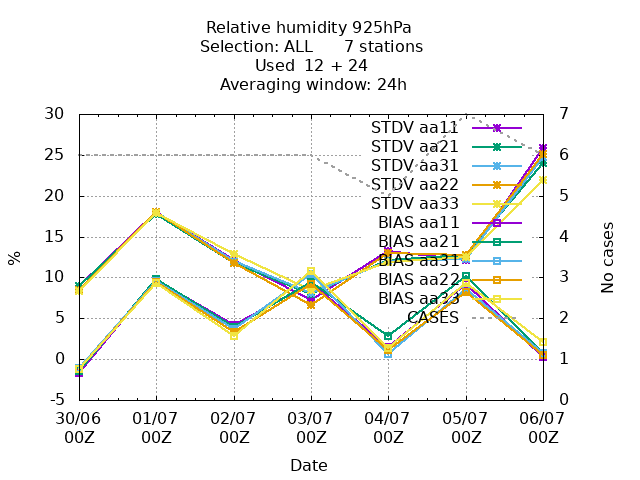 Relative humidity 925hPa
Selection: ALL 7 stations
Used 12 + 24
Averaging window: 24h
30
25
20
15
10
5
0
-5
%
7
6
5
4
3
2
1
0
No cases
STDV aa11
STDV aa21
STDV aa31
STDV aa22
STDV aa33
BIAS aa11
BIAS aa21
BIAS aa31
BIAS aa22
BIAS aa33
CASES
30/06 01/07 02/07 03/07 04/07 05/07 06/07
00Z 00Z 00Z 00Z 00Z 00Z 00Z
Date